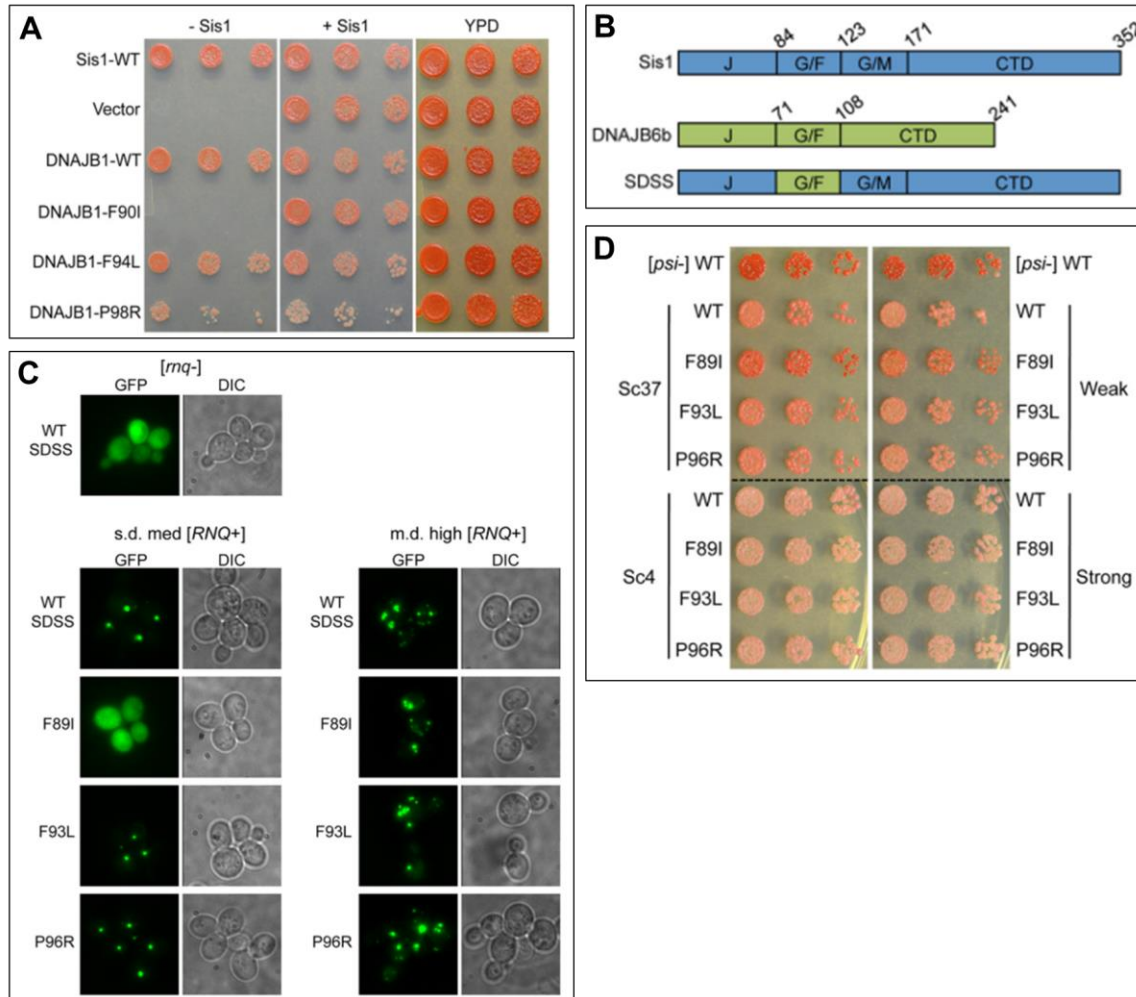 A
- Sis1 + Sis1 YPD
Sis1-WT
Vector
DNAJB1-WT
DNAJB1-F90I
DNAJB1-F94L
DNAJB1-P98R
B
84 123 171 352
Sis1 J G/F G/M CTD
71 108 241
DNAJB6b J G/F CTD
SDSS J G/F G/M CTD
C
[rnq-]
GFP DIC
WT
SDSS
s.d. med [RNQ+] m.d. high [RNQ+]
GFP DIC GFP DIC
WT WT
SDSS SDSS
F89I F89I
F93L F93L
P96R P96R
D
[psi-] WT [psi-] WT
WT WT
F89I F89I
Sc37 Weak
F93L F93L
P96R P96R
WT WT
F89I F89I
Sc4 Strong
F93L F93L
P96R P96R